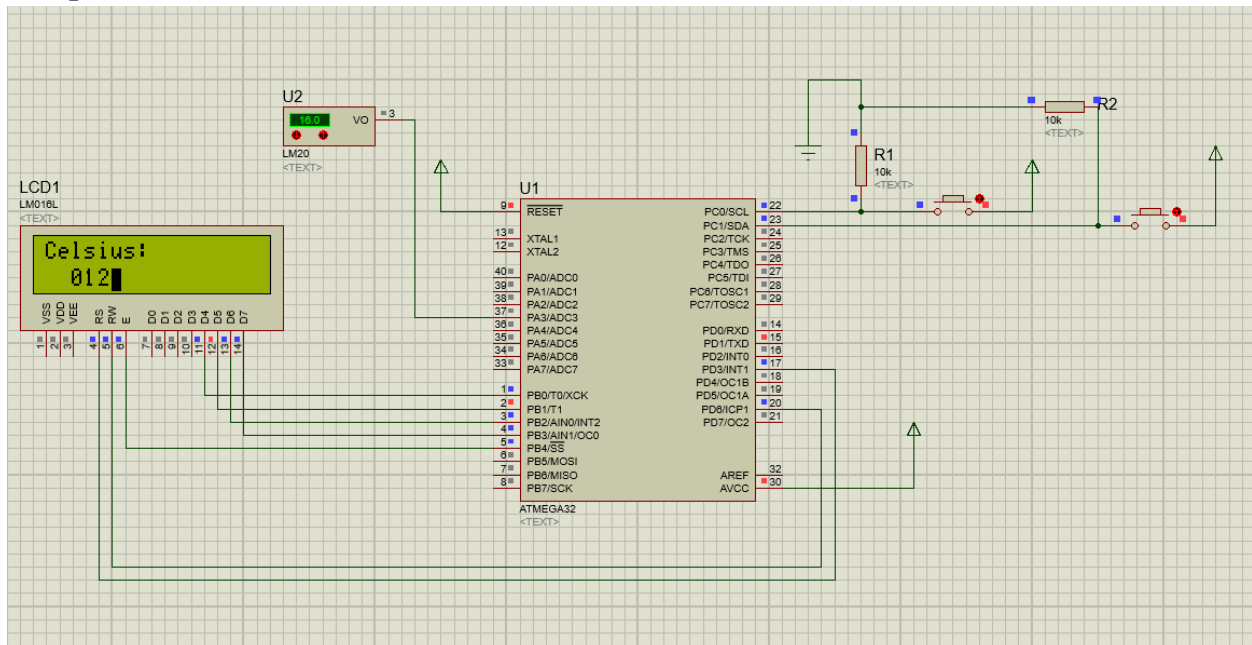 U2
16.0
VO
3
LM20
<TEXT>
LCD1
LM016L
<TEXT>
Celsius:
012
VSS
VDD
VEE
RS
RW
E
D0
D1
D2
D3
D4
D5
D6
D7
1
2
3
4
5
6
7
8
9
10
11
12
13
14
U1
9
RESET
13
XTAL1
12
XTAL2
40
PA0/ADC0
39
PA1/ADC1
38
PA2/ADC2
37
PA3/ADC3
36
PA4/ADC4
35
PA5/ADC5
34
PA6/ADC6
33
PA7/ADC7
1
PB0/T0/XCK
2
PB1/T1
3
PB2/AIN0/INT2
4
PB3/AIN1/OC0
5
PB4/SS
6
PB5/MOSI
7
PB6/MISO
8
PB7/SCK
PC0/SCL
22
PC1/SDA
23
PC2/TCK
24
PC3/TMS
25
PC4/TDO
26
PC5/TDI
27
PC6/TOSC1
28
PC7/TOSC2
29
PD0/RXD
14
PD1/TXD
15
PD2/INT0
16
PD3/INT1
17
PD4/OC1B
18
PD5/OC1A
19
PD6/ICP1
20
PD7/OC2
21
AREF
32
AVCC
30
ATMEGA32
<TEXT>
R1
10k
<TEXT>
R2
10k
<TEXT>